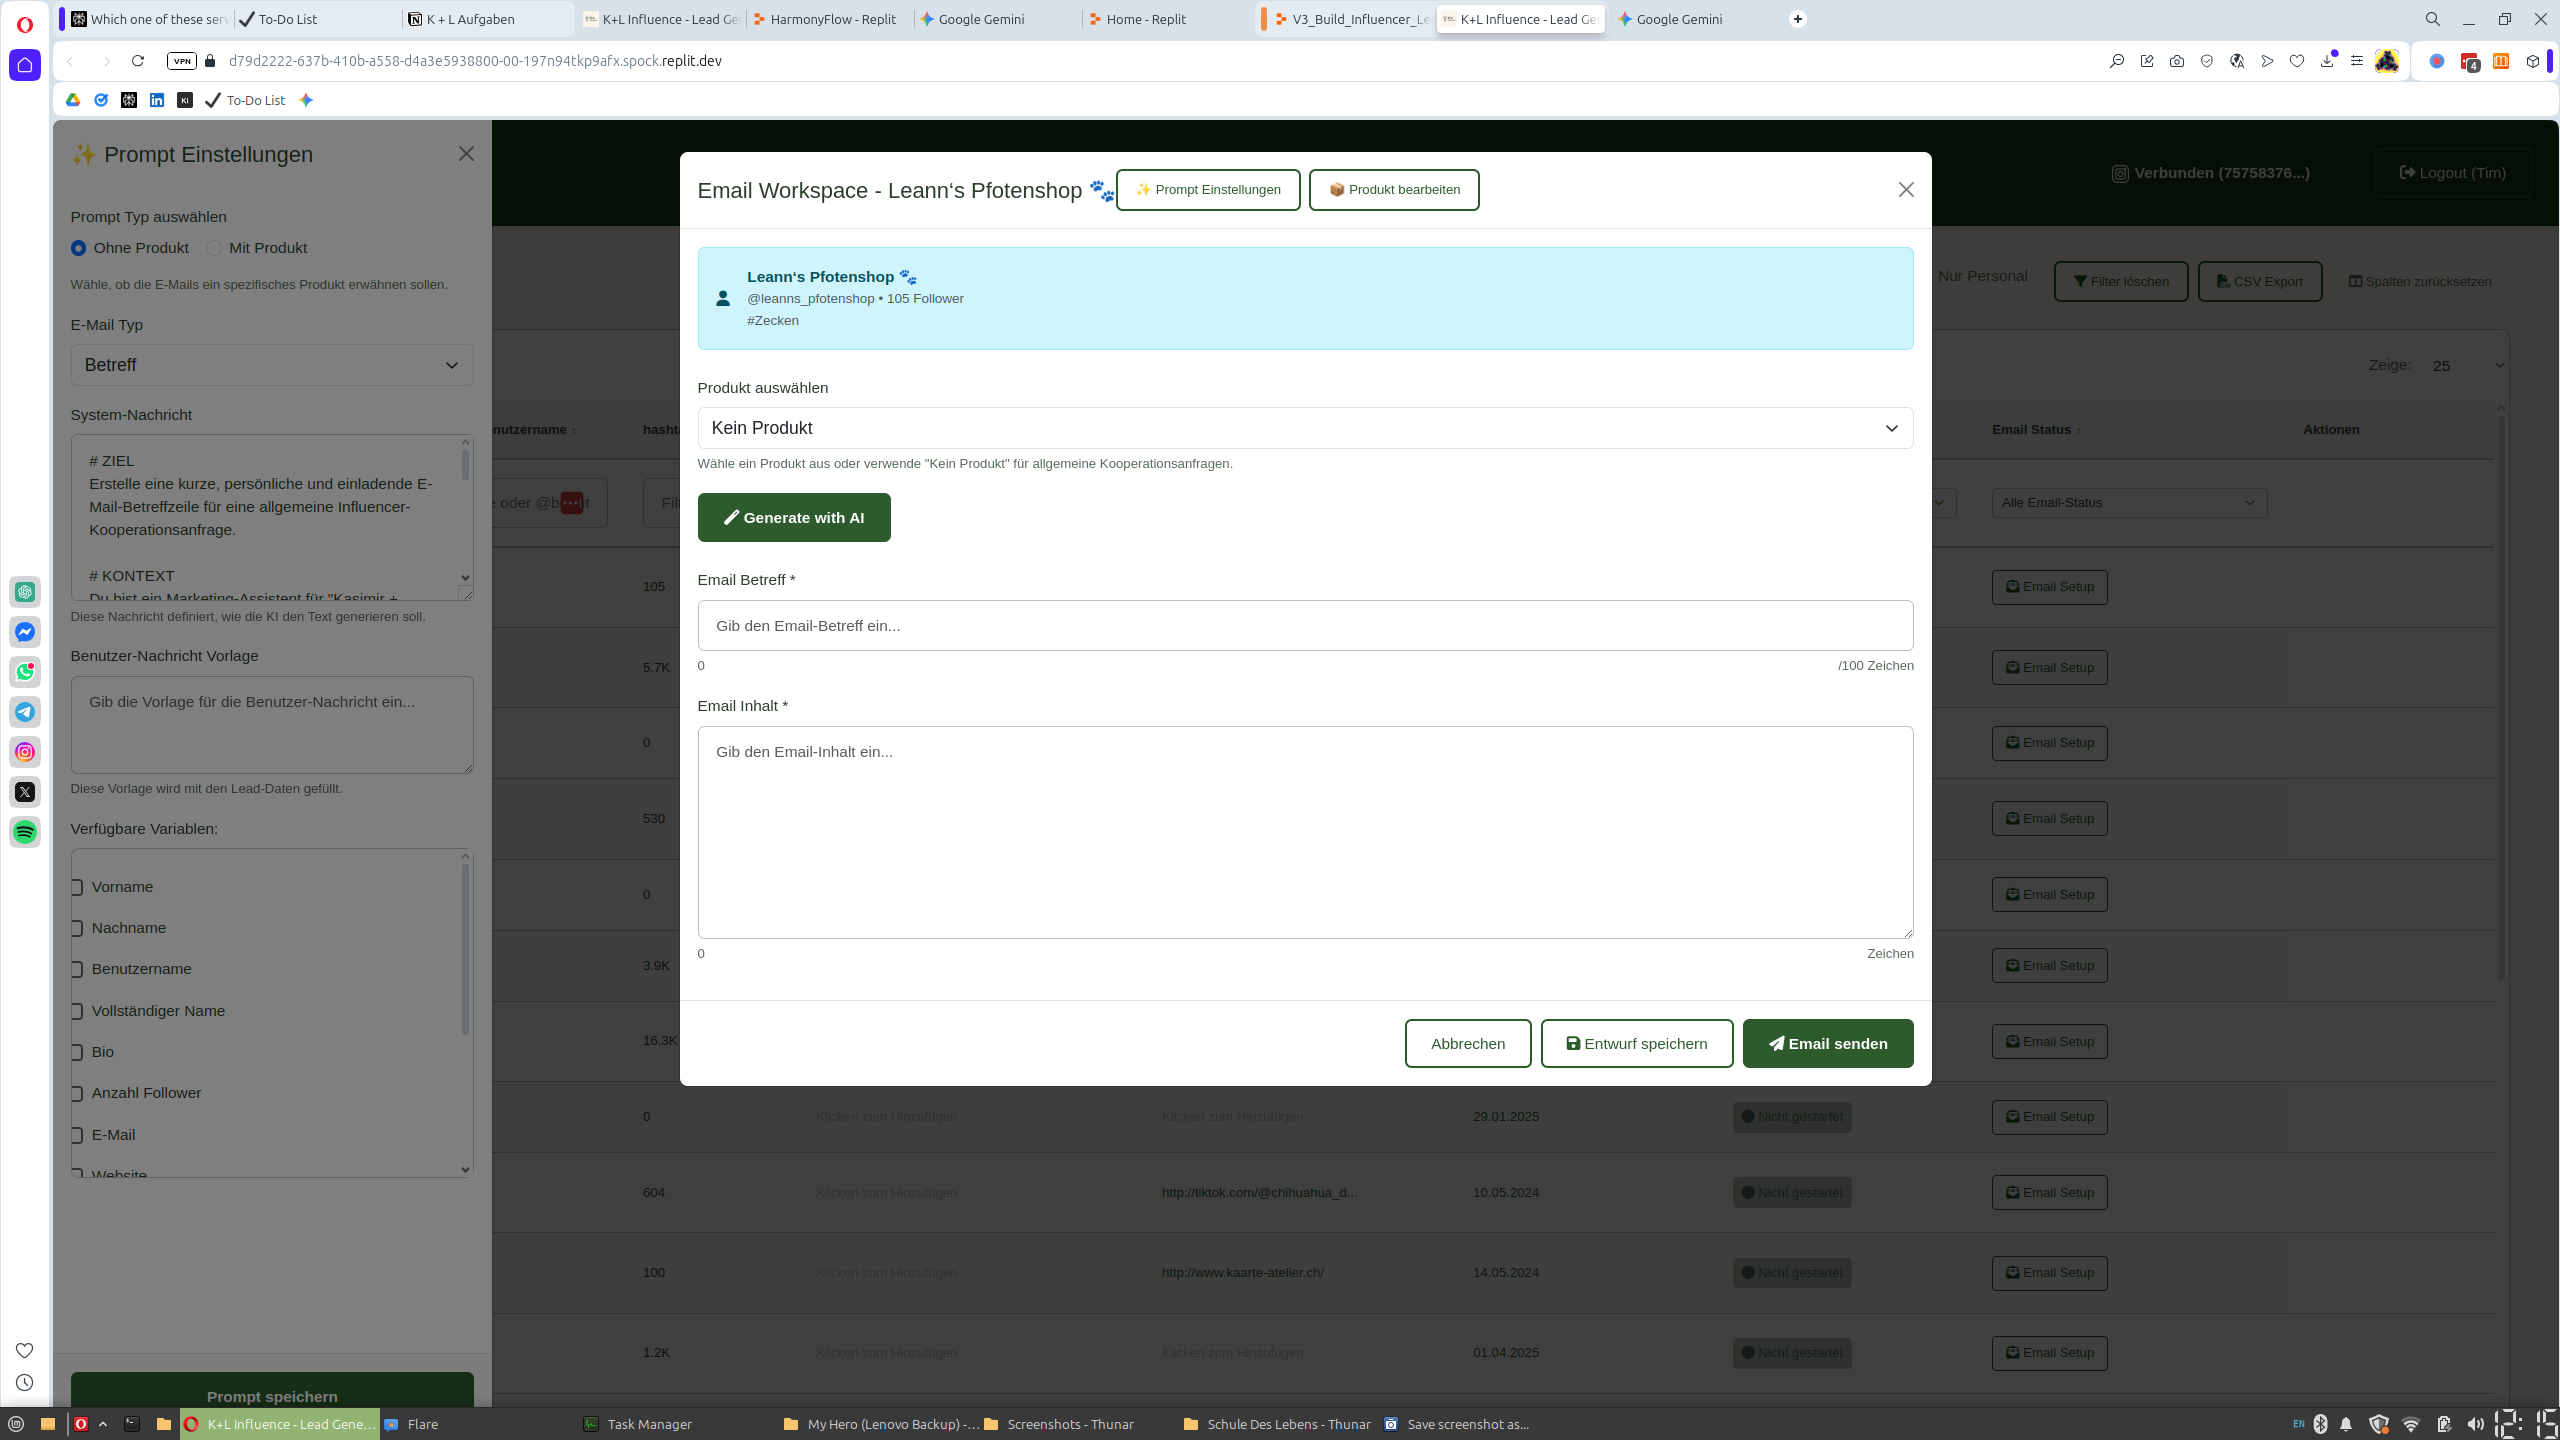 Which one of these serv
To-Do List
K + L Aufgaben
K+L Influence - Lead Ge
HarmonyFlow - Replit
Google Gemini
Home - Replit
V3_Build_Influencer_Le
K+L Influence - Lead Ge
Google Gemini
VPN
d79d2222-637b-410b-a558-d4a3e5938800-00-197n94tkp9afx.spock.replit.dev
4
Ki
To-Do List
✨ Prompt Einstellungen
Prompt Typ auswählen
Ohne Produkt
Mit Produkt
Wähle, ob die E-Mails ein spezifisches Produkt erwähnen sollen.
E-Mail Typ
Betreff
System-Nachricht
# ZIEL
Erstelle eine kurze, persönliche und einladende E-
Mail-Betreffzeile für eine allgemeine Influencer-
Kooperationsanfrage.
# KONTEXT
Du bist ein Marketing-Assistent für "Kasimir +
Diese Nachricht definiert, wie die KI den Text generieren soll.
Benutzer-Nachricht Vorlage
Gib die Vorlage für die Benutzer-Nachricht ein...
Diese Vorlage wird mit den Lead-Daten gefüllt.
Verfügbare Variablen:
Vorname
Nachname
Benutzername
Vollständiger Name
Bio
Anzahl Follower
E-Mail
Website
Prompt speichern
Email Workspace - Leann‘s Pfotenshop 🐾
✨ Prompt Einstellungen
📦 Produkt bearbeiten
Leann‘s Pfotenshop 🐾
@leanns_pfotenshop • 105 Follower
#Zecken
Produkt auswählen
Kein Produkt
Wähle ein Produkt aus oder verwende "Kein Produkt" für allgemeine Kooperationsanfragen.
Generate with AI
Email Betreff *
Gib den Email-Betreff ein...
0
/100 Zeichen
Email Inhalt *
Gib den Email-Inhalt ein...
0
Zeichen
Abbrechen
Entwurf speichern
Email senden
Verbunden (75758376...)
Logout (Tim)
Nur Personal
Filter löschen
CSV Export
Spalten zurücksetzen
Zeige:
25
nutzername ↕
hasht
Email Status ↕
Aktionen
e oder @b
t
Fil
Alle Email-Status
105
Email Setup
5.7K
Email Setup
0
Email Setup
530
Email Setup
0
Email Setup
3.9K
Email Setup
16.3K
Email Setup
0
Klicken zum Hinzufügen
Klicken zum Hinzufügen
29.01.2025
Nicht gestartet
Email Setup
604
Klicken zum Hinzufügen
http://tiktok.com/@chihuahua_d...
10.05.2024
Nicht gestartet
Email Setup
100
Klicken zum Hinzufügen
http://www.kaarte-atelier.ch/
14.05.2024
Nicht gestartet
Email Setup
1.2K
Klicken zum Hinzufügen
Klicken zum Hinzufügen
01.04.2025
Nicht gestartet
Email Setup
K+L Influence - Lead Gene...
Flare
Task Manager
My Hero (Lenovo Backup) -...
Screenshots - Thunar
Schule Des Lebens - Thunar
Save screenshot as...
EN
12:15